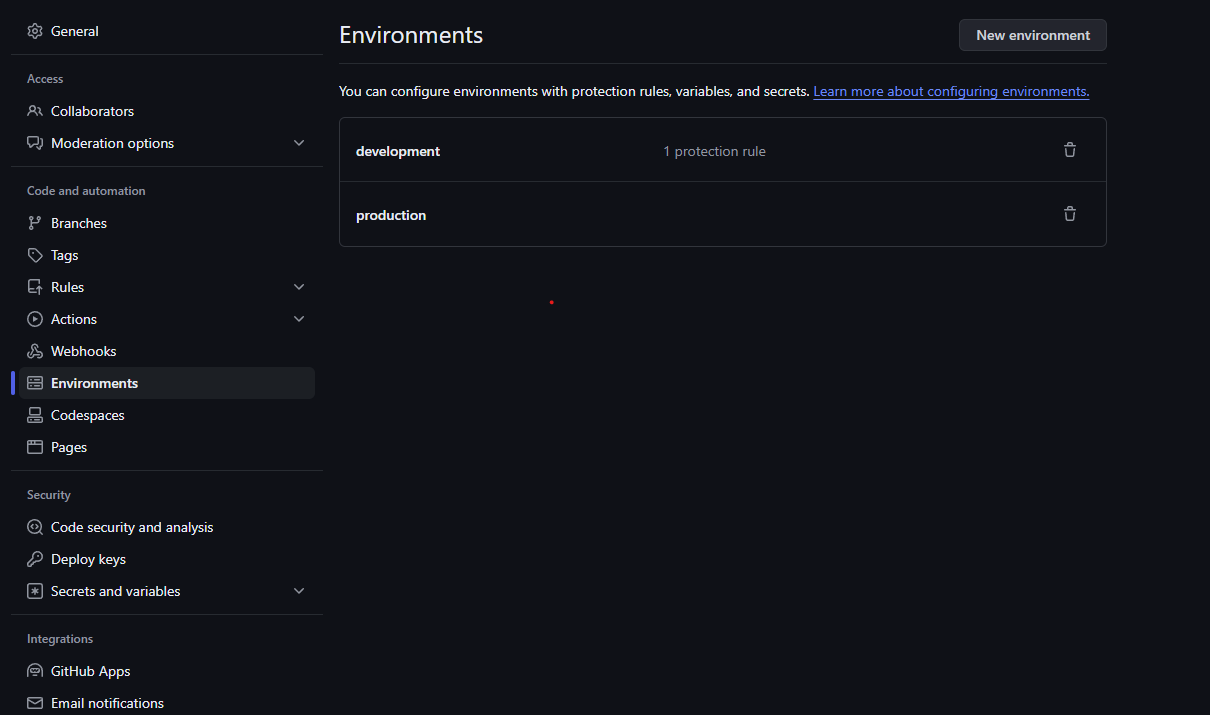 General
Access
Collaborators
Moderation options
Code and automation
Branches
Tags
Rules
Actions
Webhooks
Environments
Codespaces
Pages
Security
Code security and analysis
Deploy keys
Secrets and variables
Integrations
GitHub Apps
Email notifications
Environments
New environment
You can configure environments with protection rules, variables, and secrets. Learn more about configuring environments.
development 1 protection rule
production